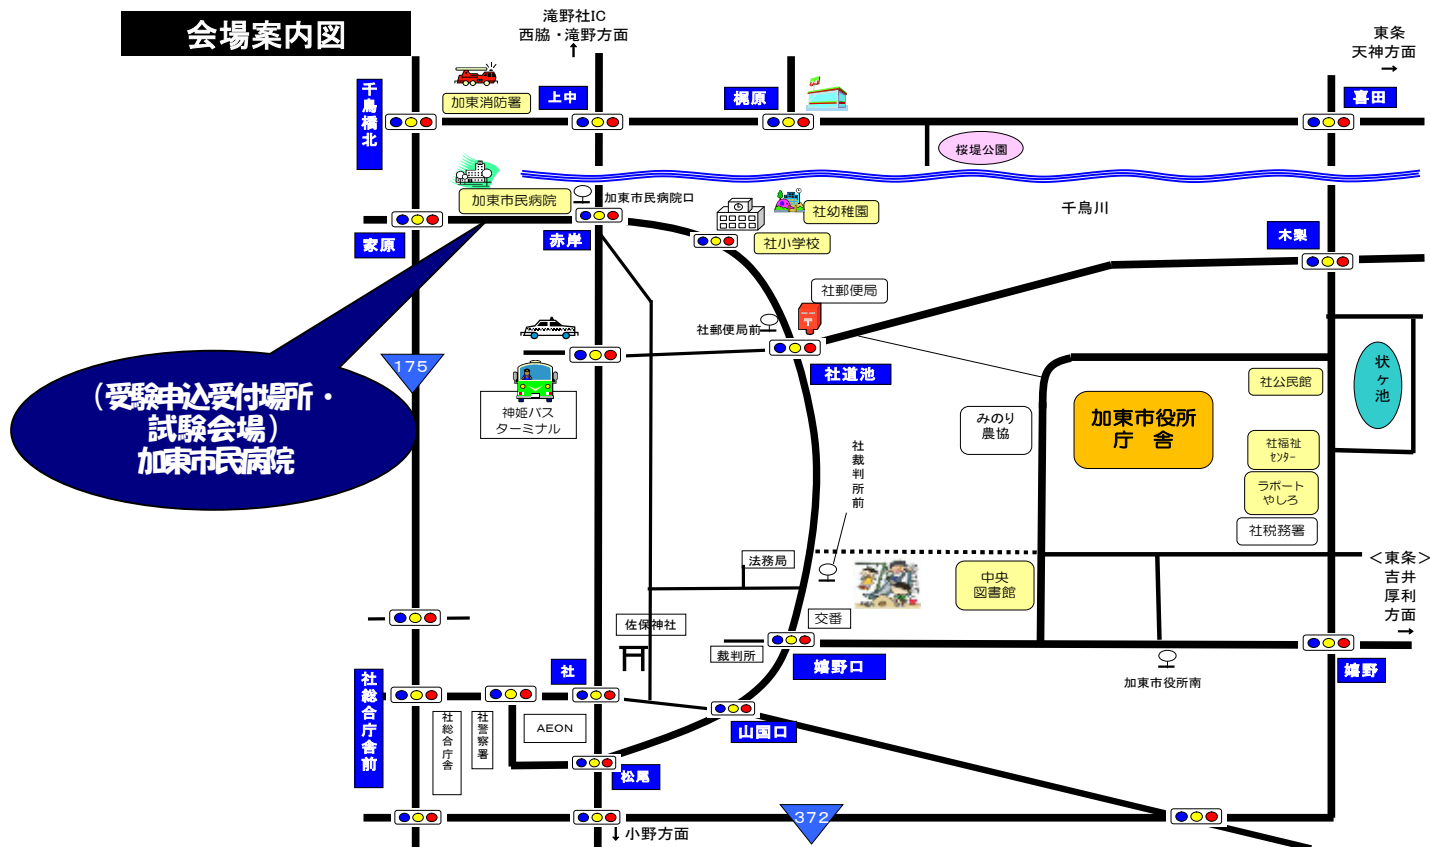 会場案内図
滝野社IC
西脇・滝野方面
↑
東条
天神方面
→
千鳥橋北
加東消防署
上中
梶原
喜田
桜堤公園
加東市民病院
加東市民病院口
社幼稚園
千鳥川
家原
赤岸
社小学校
木梨
社郵便局
社郵便局前
175
社道池
社公民館
状ヶ池
(受験申込受付場所・
試験会場)
加東市民病院
神姫バス
ターミナル
みのり
農協
加東市役所
庁 舎
社裁判所前
社福祉
センター
ラポート
やしろ
社税務署
法務局
中央
図書館
＜東条＞
吉井
厚利
方面
→
交番
佐保神社
裁判所
嬉野口
嬉野
社
加東市役所南
社総合庁舎前
社総合庁舎
社警察署
AEON
山国口
松尾
372
↓小野方面